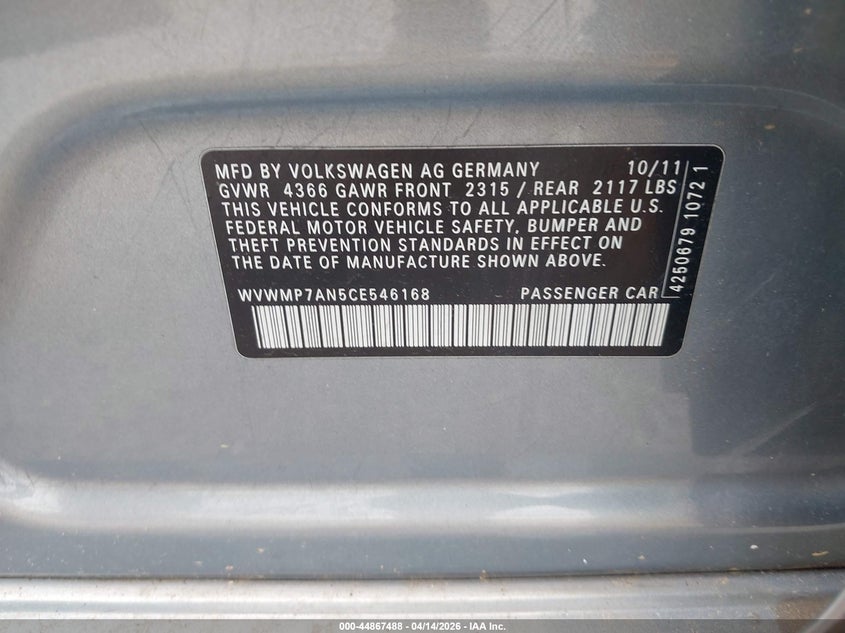 MFD BY VOLKSWAGEN AG GERMANY 10/11
GVWR 4366 GAWR FRONT 2315 / REAR 2117 LBS
THIS VEHICLE CONFORMS TO ALL APPLICABLE U.S.
FEDERAL MOTOR VEHICLE SAFETY, BUMPER AND
THEFT PREVENTION STANDARDS IN EFFECT ON
THE DATE OF MANUFACTURE SHOWN ABOVE.
WVWMP7AN5CE546168 PASSENGER CAR
4250679 1072 1
000-44867488 - 04/14/2026 - IAA Inc.